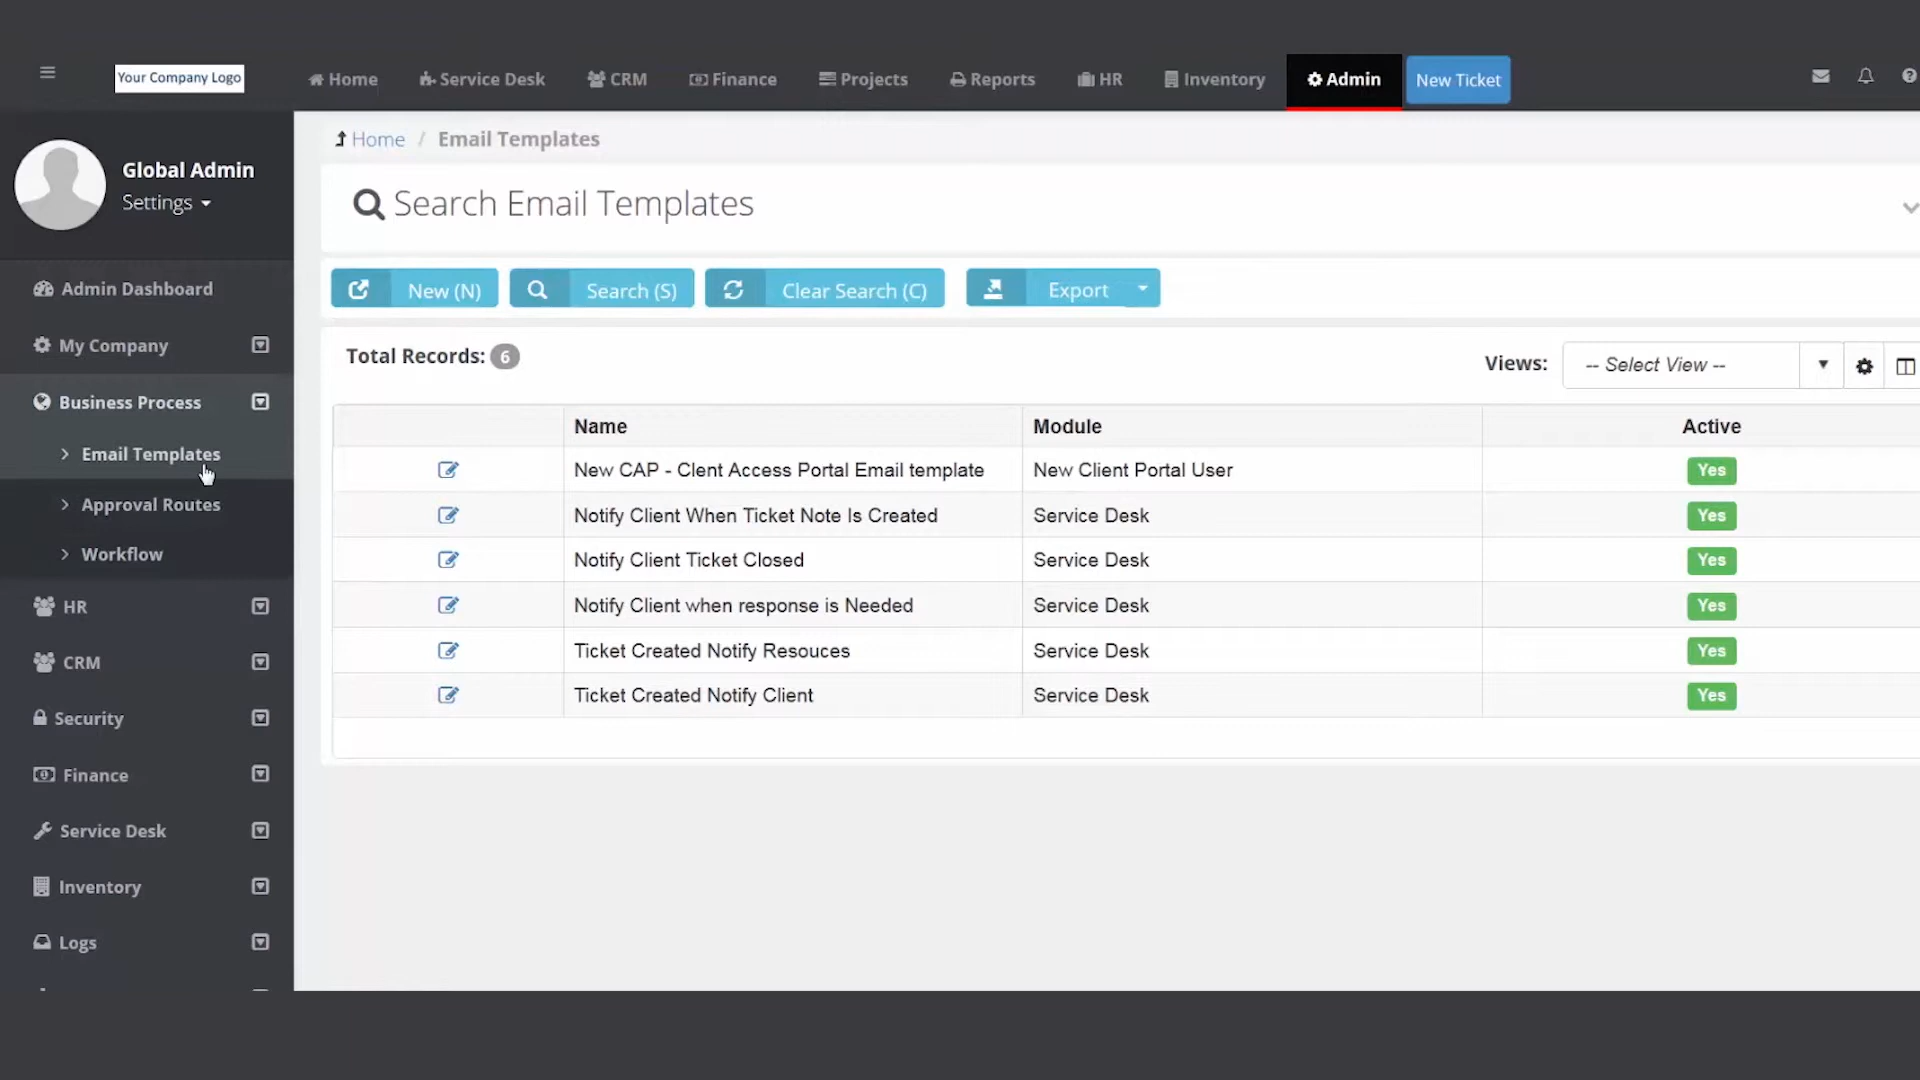 Your Company Logo
Home Service Desk CRM Finance Projects Reports HR Inventory Admin New Ticket
Global Admin
Settings
Admin Dashboard
My Company
Business Process
Email Templates
Approval Routes
Workflow
HR
CRM
Security
Finance
Service Desk
Inventory
Logs
Home / Email Templates
Search Email Templates
New (N) Search (S) Clear Search (C) Export
Total Records: 6
Views: -- Select View --
Name Module Active
New CAP - Clent Access Portal Email template New Client Portal User Yes
Notify Client When Ticket Note Is Created Service Desk Yes
Notify Client Ticket Closed Service Desk Yes
Notify Client when response is Needed Service Desk Yes
Ticket Created Notify Resouces Service Desk Yes
Ticket Created Notify Client Service Desk Yes